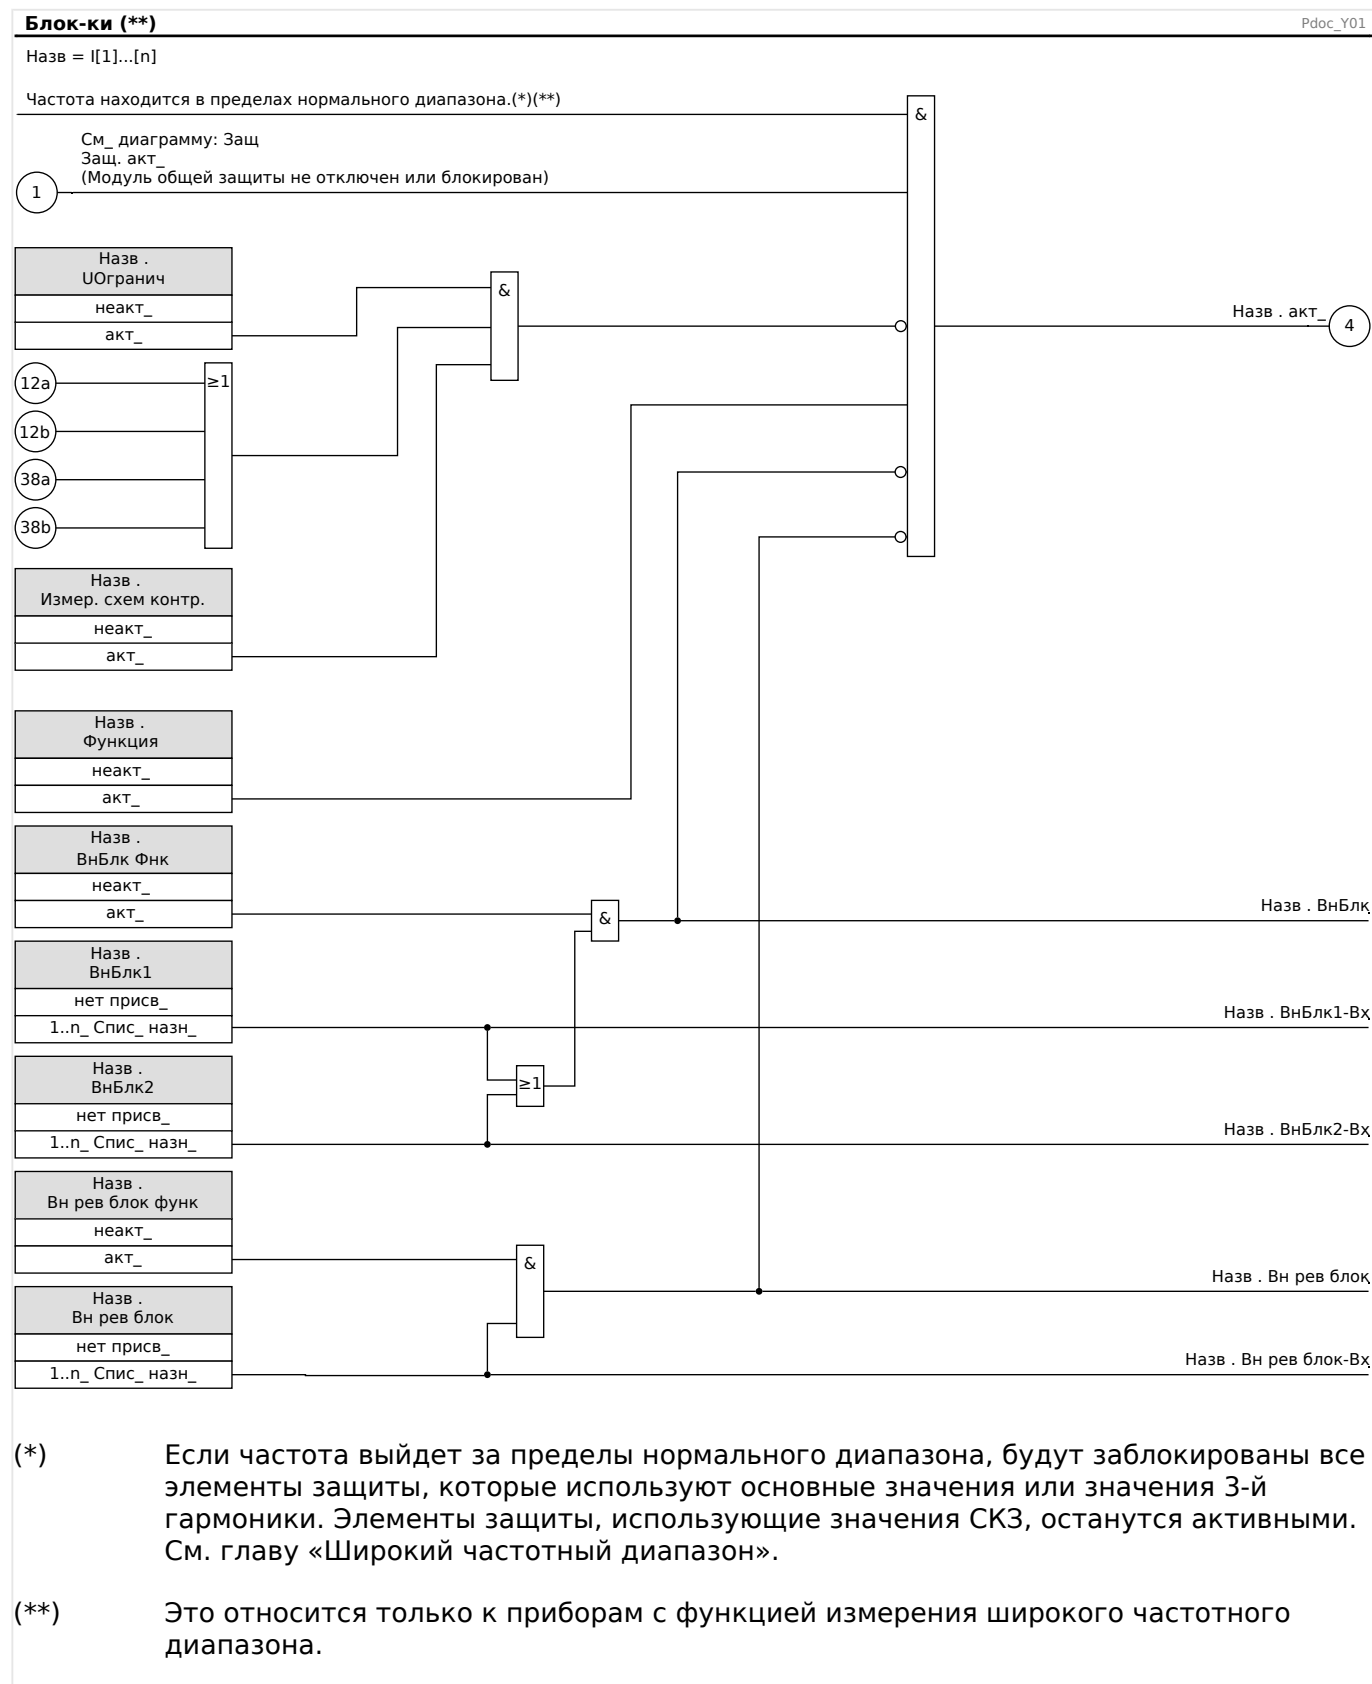 Блок-ки (**)
Pdoc_Y01
Назв = I[1]...[n]
Частота находится в пределах нормального диапазона.(*)(**)
&
См_ диаграмму: Защ
Защ. акт_
(Модуль общей защиты не отключен или блокирован)
1
Назв .
UОгранич
неакт_
акт_
&
Назв . акт_
4
12a
≥1
12b
38a
38b
Назв .
Измер. схем контр.
неакт_
акт_
Назв .
Функция
неакт_
акт_
Назв .
ВнБлк Фнк
неакт_
акт_
&
Назв . ВнБлк
Назв .
ВнБлк1
нет присв_
1..n_ Спис_ назн_
Назв . ВнБлк1-Вх
Назв .
ВнБлк2
≥1
нет присв_
1..n_ Спис_ назн_
Назв . ВнБлк2-Вх
Назв .
Вн рев блок функ
неакт_
акт_
&
Назв . Вн рев блок
Назв .
Вн рев блок
нет присв_
1..n_ Спис_ назн_
Назв . Вн рев блок-Вх
(*) Если частота выйдет за пределы нормального диапазона, будут заблокированы все
элементы защиты, которые используют основные значения или значения 3-й
гармоники. Элементы защиты, использующие значения СКЗ, останутся активными.
См. главу «Широкий частотный диапазон».
(**) Это относится только к приборам с функцией измерения широкого частотного
диапазона.